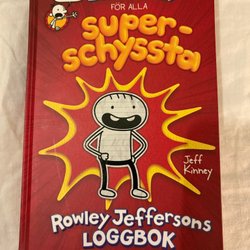 FÖR ALLA
super-
schyssta
Jeff
Kinney
Rowley Jeffersons
LOGGBOK